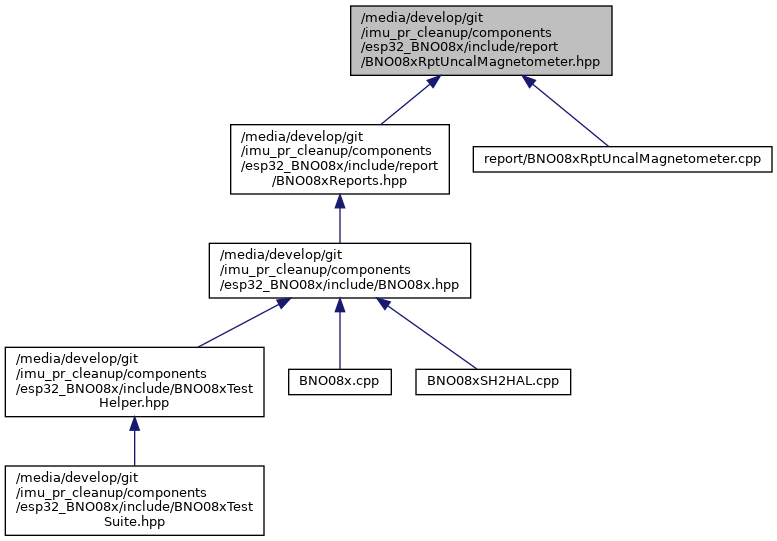 /media/develop/git
/imu_pr_cleanup/components
/esp32_BNO08x/include/report
/BNO08xRptUncalMagnetometer.hpp
/media/develop/git
/imu_pr_cleanup/components
/esp32_BNO08x/include/report
/BNO08xReports.hpp
report/BNO08xRptUncalMagnetometer.cpp
/media/develop/git
/imu_pr_cleanup/components
/esp32_BNO08x/include/BNO08x.hpp
/media/develop/git
/imu_pr_cleanup/components
/esp32_BNO08x/include/BNO08xTest
Helper.hpp
BNO08x.cpp
BNO08xSH2HAL.cpp
/media/develop/git
/imu_pr_cleanup/components
/esp32_BNO08x/include/BNO08xTest
Suite.hpp